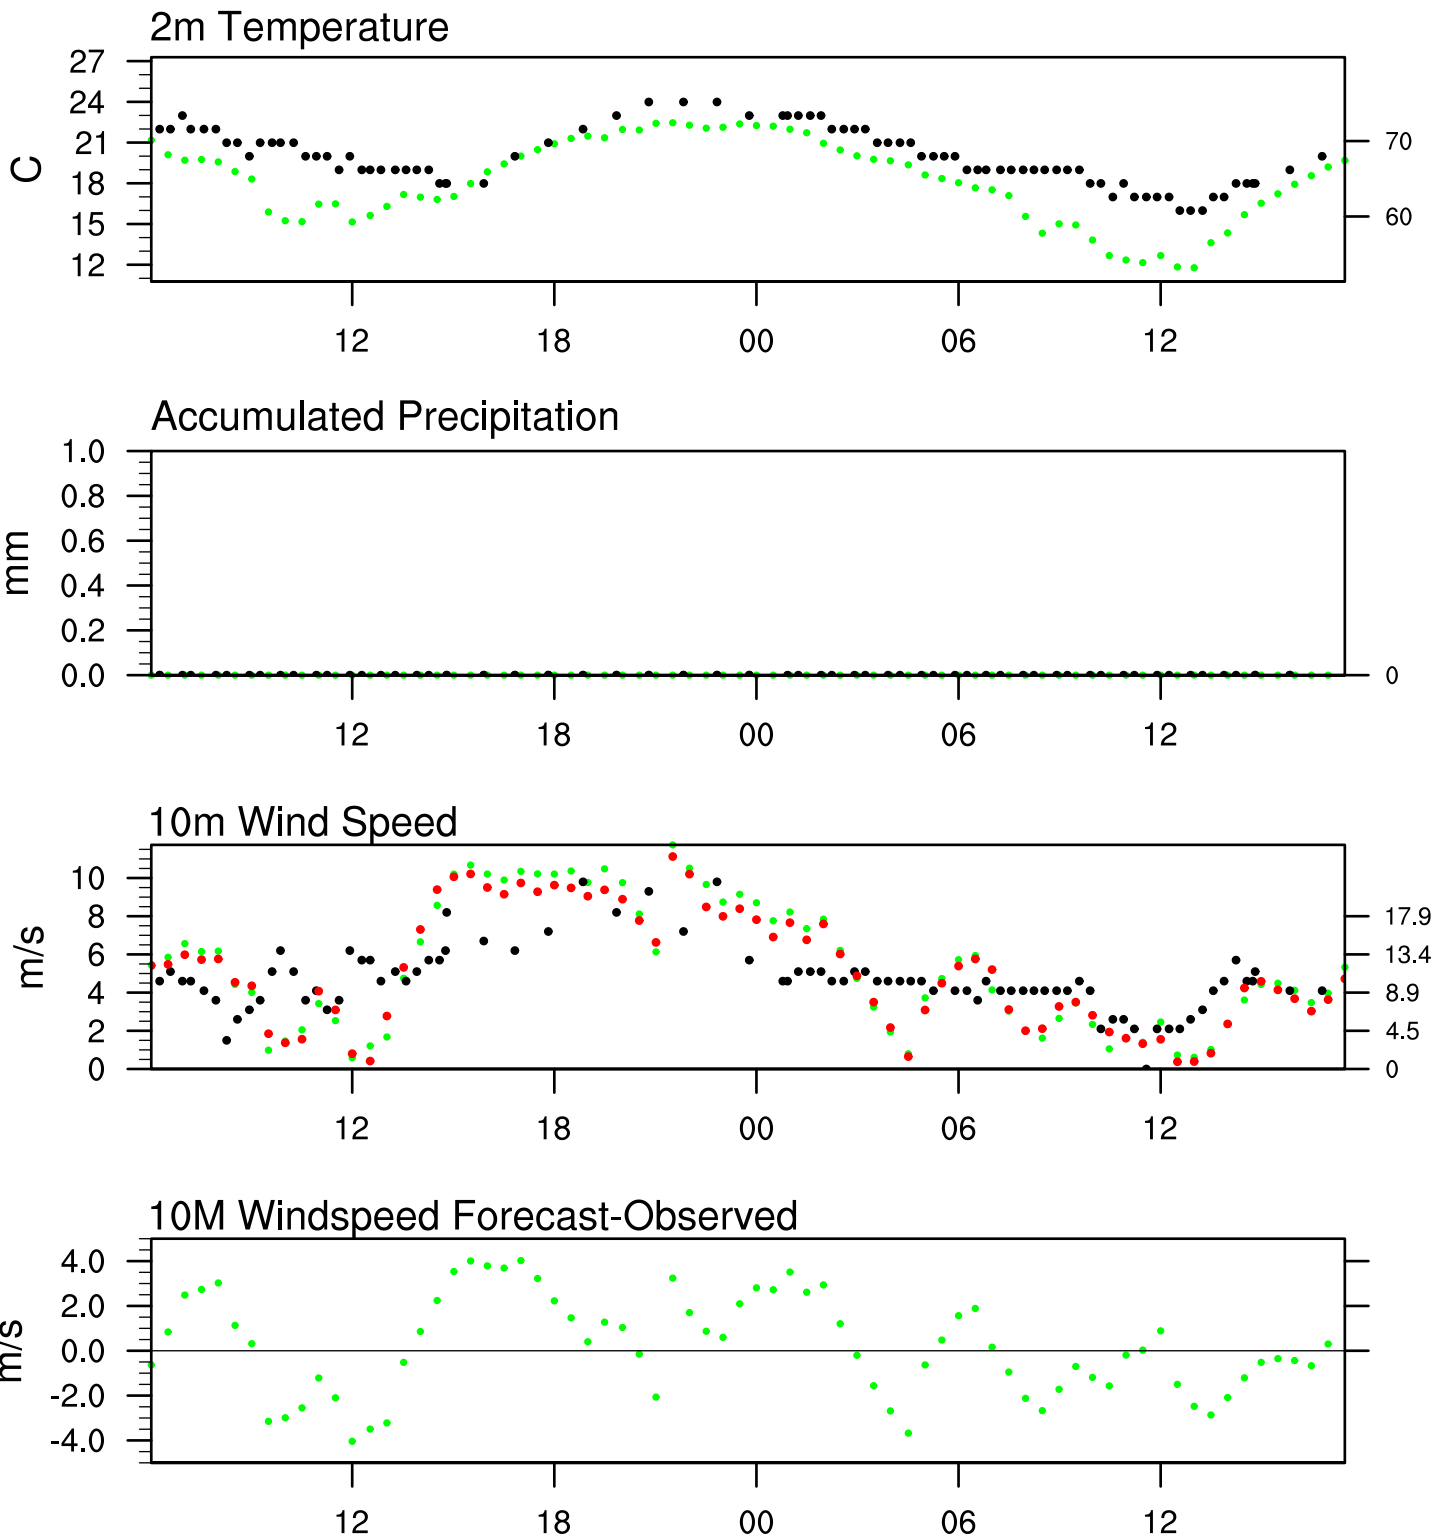 2m Temperature
27
24
21
18
15
12
C
70
60
12 18 00 06 12
Accumulated Precipitation
1.0
0.8
0.6
0.4
0.2
0.0
mm
0
12 18 00 06 12
10m Wind Speed
10
8
6
4
2
0
m/s
17.9
13.4
8.9
4.5
0
12 18 00 06 12
10M Windspeed Forecast-Observed
4.0
2.0
0.0
-2.0
-4.0
m/s
12 18 00 06 12